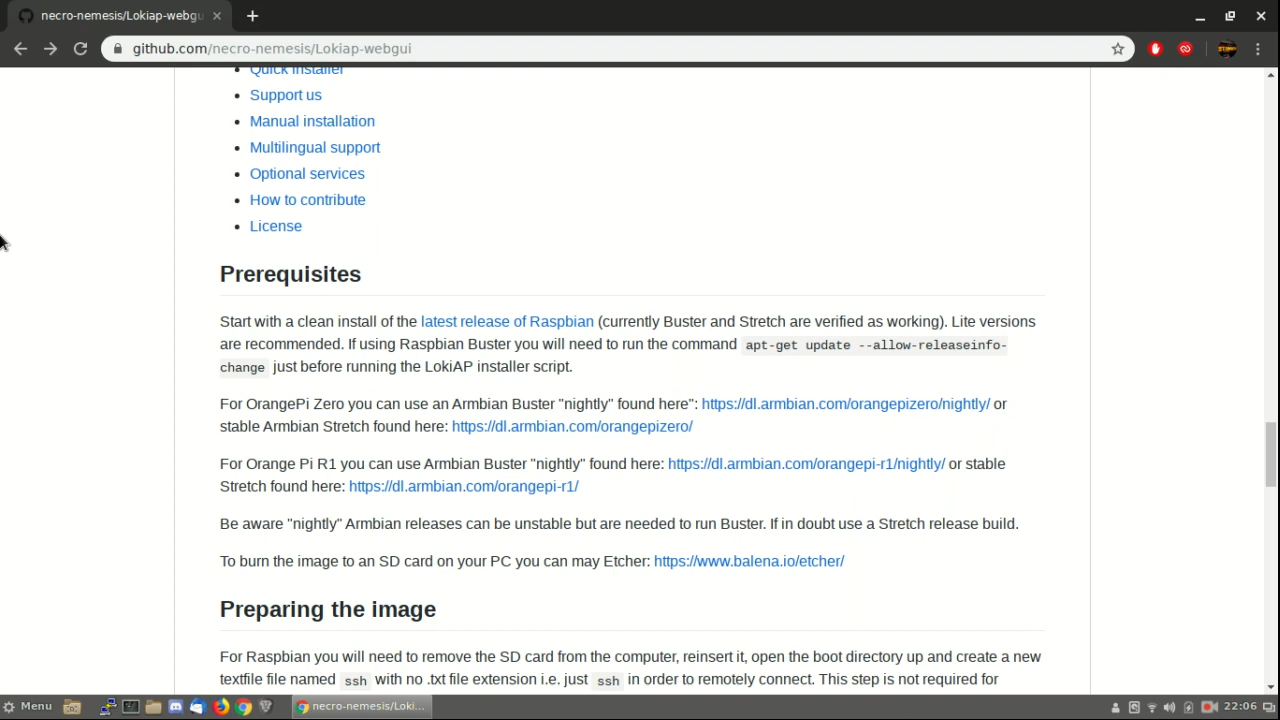 necro-nemesis/Lokiap-webgu
github.com/necro-nemesis/Lokiap-webgui
Quick installer
Support us
Manual installation
Multilingual support
Optional services
How to contribute
License
Prerequisites
Start with a clean install of the latest release of Raspbian (currently Buster and Stretch are verified as working). Lite versions
are recommended. If using Raspbian Buster you will need to run the command apt-get update --allow-releaseinfo-
change just before running the LokiAP installer script.
For OrangePi Zero you can use an Armbian Buster "nightly" found here": https://dl.armbian.com/orangepizero/nightly/ or
stable Armbian Stretch found here: https://dl.armbian.com/orangepizero/
For Orange Pi R1 you can use Armbian Buster "nightly" found here: https://dl.armbian.com/orangepi-r1/nightly/ or stable
Stretch found here: https://dl.armbian.com/orangepi-r1/
Be aware "nightly" Armbian releases can be unstable but are needed to run Buster. If in doubt use a Stretch release build.
To burn the image to an SD card on your PC you can may Etcher: https://www.balena.io/etcher/
Preparing the image
For Raspbian you will need to remove the SD card from the computer, reinsert it, open the boot directory up and create a new
textfile file named ssh with no .txt file extension i.e. just ssh in order to remotely connect. This step is not required for
Menu
necro-nemesis/Loki...
22:06